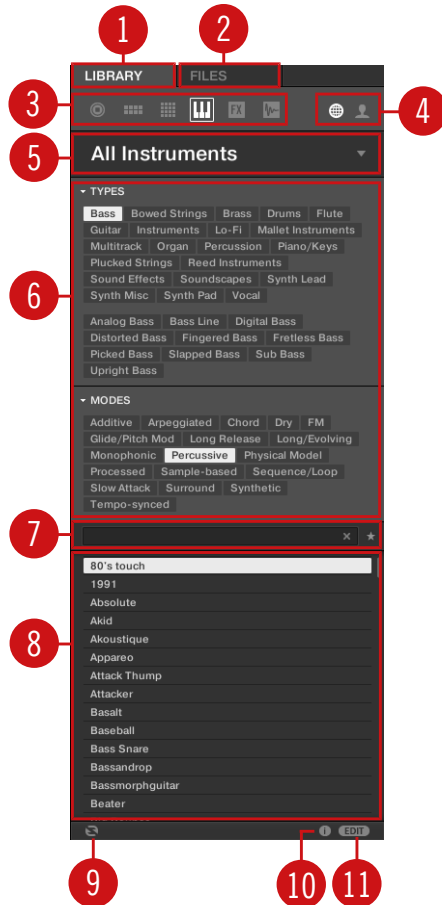 1 2
LIBRARY FILES
3 FX 4
5 All Instruments
TYPES
Bass Bowed Strings Brass Drums Flute
Guitar Instruments Lo-Fi Mallet Instruments
Multitrack Organ Percussion Piano/Keys
Plucked Strings Reed Instruments
Sound Effects Soundscapes Synth Lead
6 Synth Misc Synth Pad Vocal
Analog Bass Bass Line Digital Bass
Distorted Bass Fingered Bass Fretless Bass
Picked Bass Slapped Bass Sub Bass
Upright Bass
MODES
Additive Arpeggiated Chord Dry FM
Glide/Pitch Mod Long Release Long/Evolving
Monophonic Percussive Physical Model
Processed Sample-based Sequence/Loop
Slow Attack Surround Synthetic
Tempo-synced
7
80's touch
1991
Absolute
Akid
8 Akoustique
Appareo
Attack Thump
Attacker
Basalt
Baseball
Bass Snare
Bassandrop
Bassmorphguitar
Beater
i EDIT
9 10 11